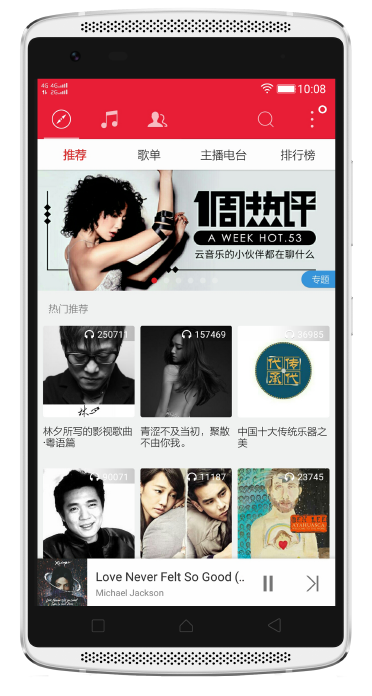 4G 4G
2G
10:08
推荐 歌单 主播电台 排行榜
1周热评
A WEEK HOT.53
云音乐的小伙伴都在聊什么
专题
热门推荐
250711 157469 96985
林夕所写的影视歌曲·粤语篇
青涩不及当初，聚散不由你我。
中国十大传统乐器之美
代传
承代
90071 11187 23745
Love Never Felt So Good (..
Michael Jackson